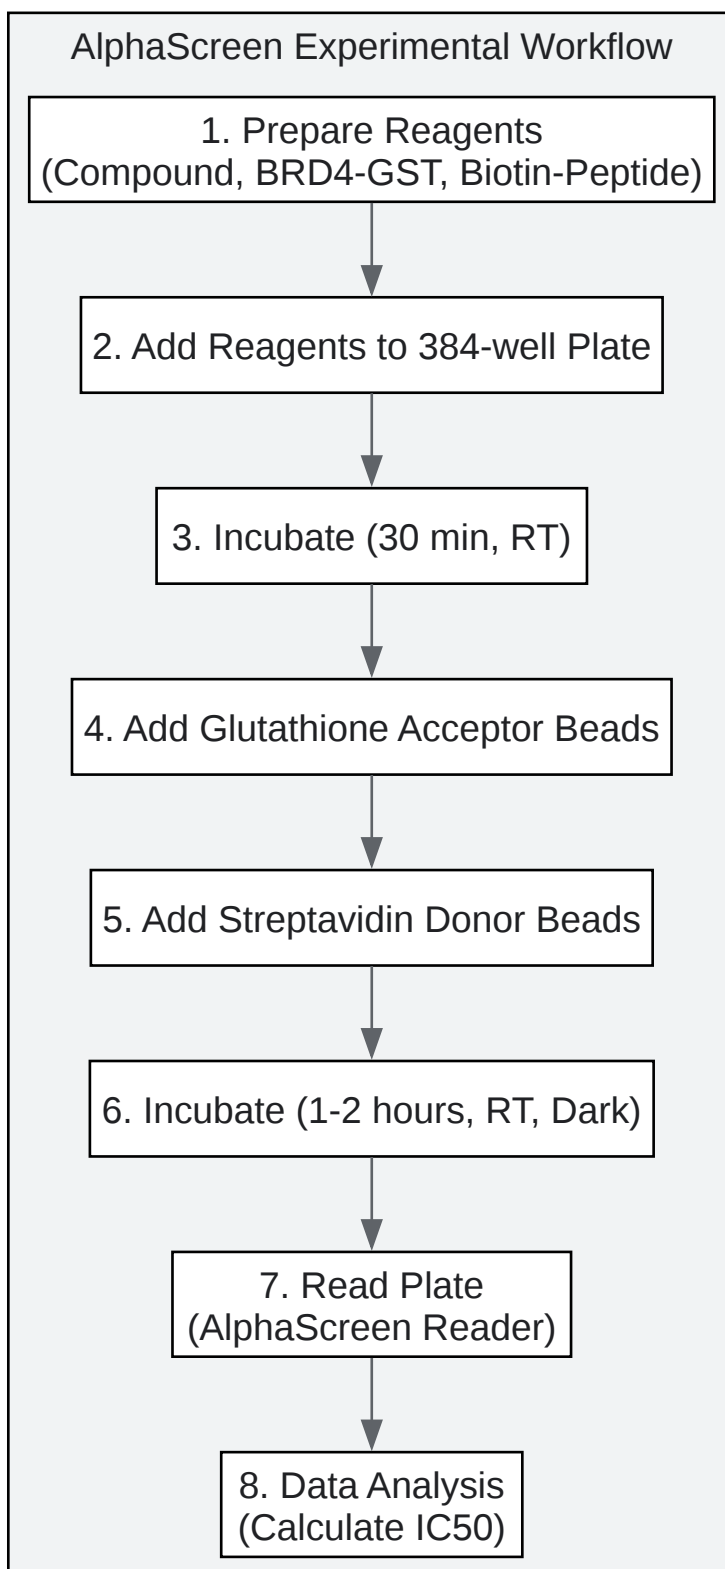 AlphaScreen Experimental Workflow
1. Prepare Reagents
(Compound, BRD4-GST, Biotin-Peptide)
2. Add Reagents to 384-well Plate
3. Incubate (30 min, RT)
4. Add Glutathione Acceptor Beads
5. Add Streptavidin Donor Beads
6. Incubate (1-2 hours, RT, Dark)
7. Read Plate
(AlphaScreen Reader)
8. Data Analysis
(Calculate IC50)